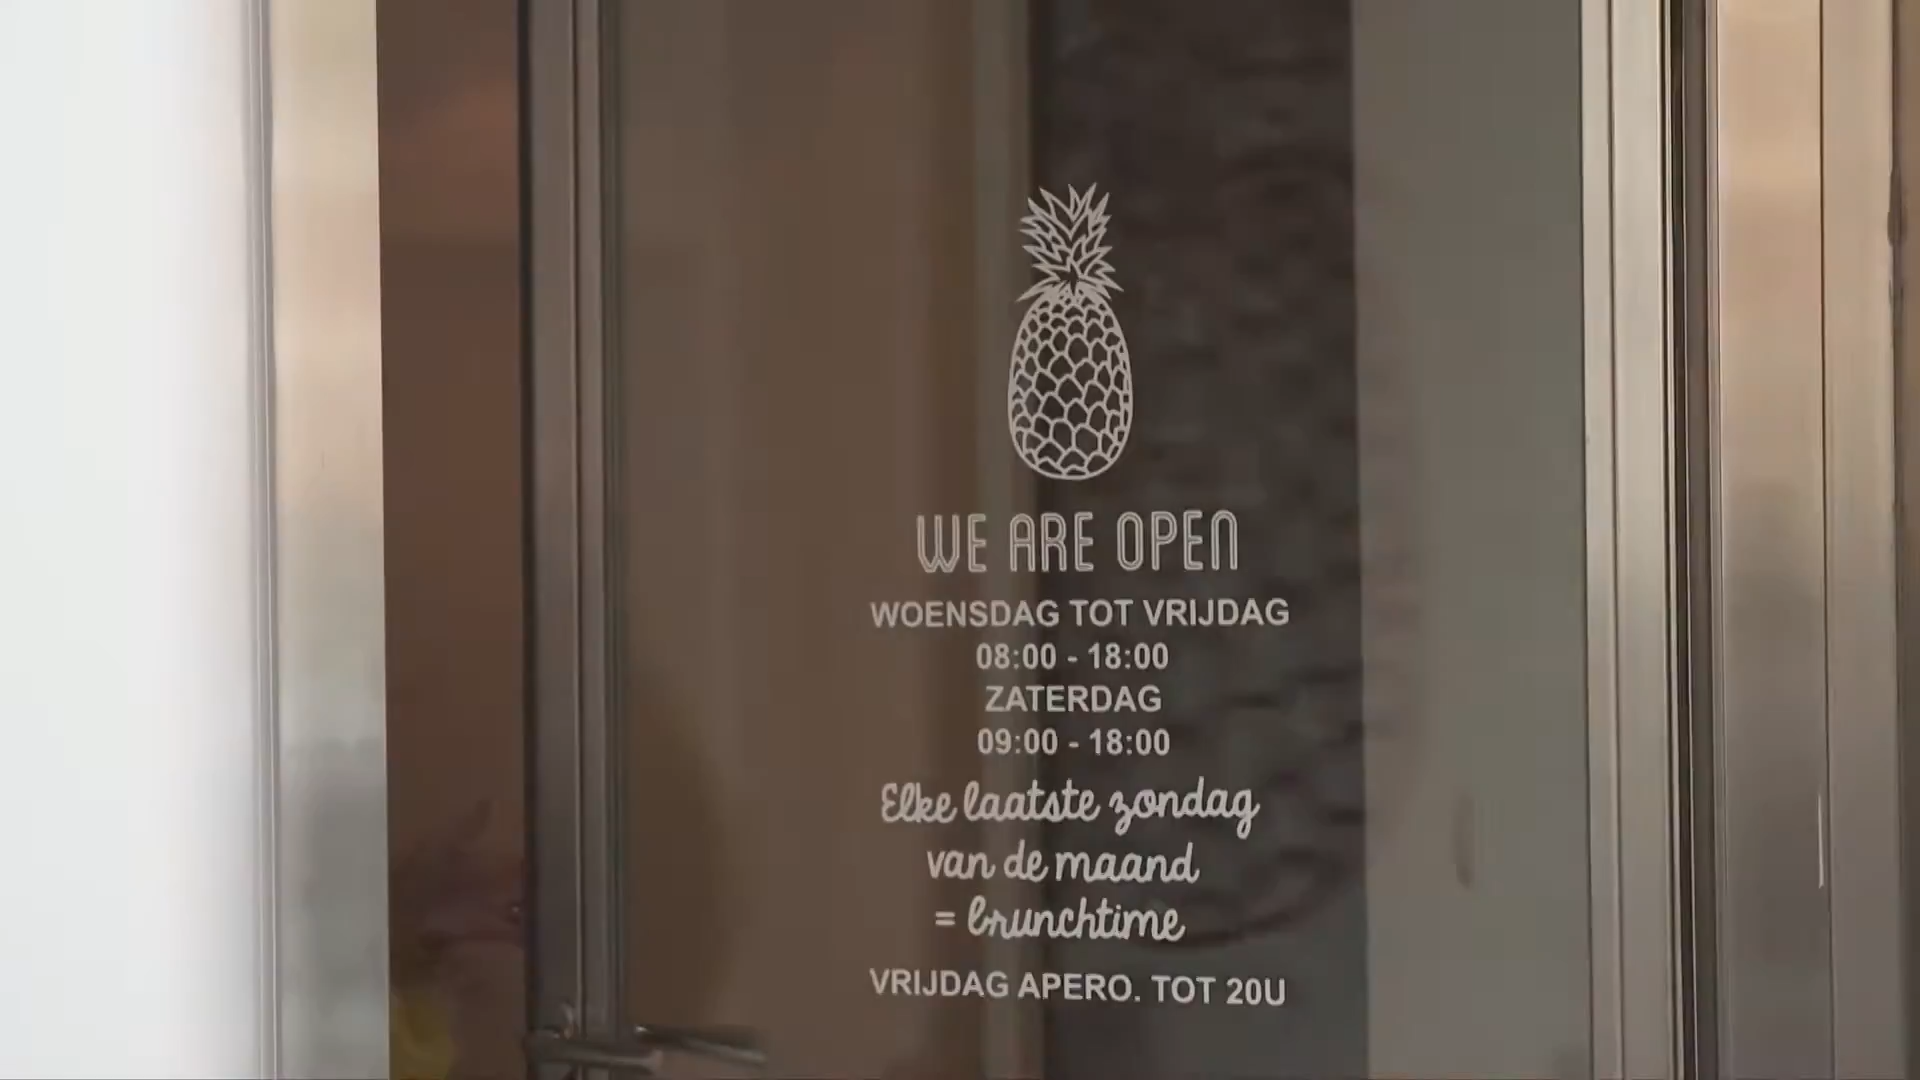 WE ARE OPEN
WOENSDAG TOT VRIJDAG
08:00 - 18:00
ZATERDAG
09:00 - 18:00
Elke laatste zondag
van de maand
= brunchtime
VRIJDAG APERO. TOT 20U